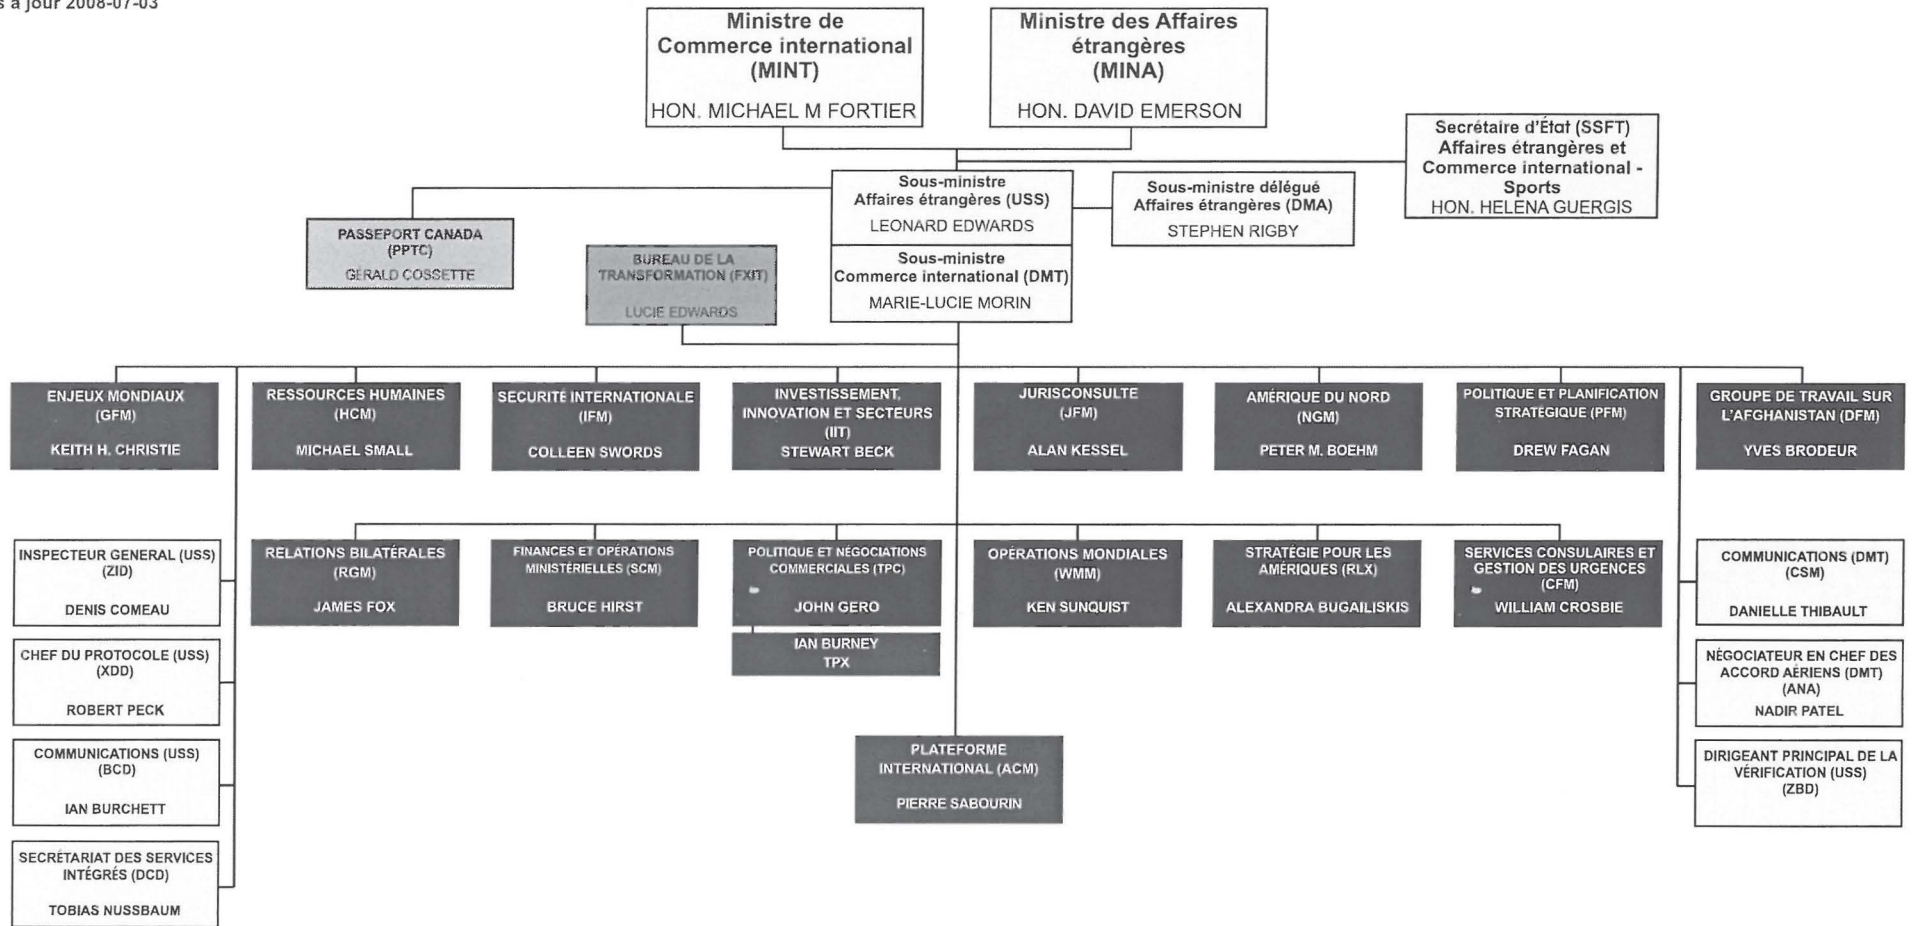 à jour 2008-07-03
Ministre de
Commerce international
(MINT)
HON. MICHAEL M FORTIER
Ministre des Affaires
étrangères
(MINA)
HON. DAVID EMERSON
Secrétaire d'État (SSFT)
Affaires étrangères et
Commerce international -
Sports
HON. HELENA GUERGIS
Sous-ministre
Affaires étrangères (USS)
LEONARD EDWARDS
Sous-ministre délégué
Affaires étrangères (DMA)
STEPHEN RIGBY
PASSEPORT CANADA
(PPTC)
GERALD COSSETTE
BUREAU DE LA
TRANSFORMATION (FXIT)
LUCIE EDWARDS
Sous-ministre
Commerce international (DMT)
MARIE-LUCIE MORIN
ENJEUX MONDIAUX
(GFM)
KEITH H. CHRISTIE
RESSOURCES HUMAINES
(HCM)
MICHAEL SMALL
SECURITÉ INTERNATIONALE
(IFM)
COLLEEN SWORDS
INVESTISSEMENT,
INNOVATION ET SECTEURS
(IIT)
STEWART BECK
JURISCONSULTE
(JFM)
ALAN KESSEL
AMÉRIQUE DU NORD
(NGM)
PETER M. BOEHM
POLITIQUE ET PLANIFICATION
STRATÉGIQUE (PFM)
DREW FAGAN
GROUPE DE TRAVAIL SUR
L'AFGHANISTAN (DFM)
YVES BRODEUR
INSPECTEUR GENERAL (USS)
(ZID)
DENIS COMEAU
RELATIONS BILATÉRALES
(RGM)
JAMES FOX
FINANCES ET OPÉRATIONS
MINISTÉRIELLES (SCM)
BRUCE HIRST
POLITIQUE ET NÉGOCIATIONS
COMMERCIALES (TPC)
JOHN GERO
IAN BURNEY
TPX
OPÉRATIONS MONDIALES
(WMM)
KEN SUNQUIST
STRATÉGIE POUR LES
AMÉRIQUES (RLX)
ALEXANDRA BUGAILISKIS
SERVICES CONSULAIRES ET
GESTION DES URGENCES
(CFM)
WILLIAM CROSBIE
COMMUNICATIONS (DMT)
(CSM)
DANIELLE THIBAULT
CHEF DU PROTOCOLE (USS)
(XDD)
ROBERT PECK
NÉGOCIATEUR EN CHEF DES
ACCORD AÉRIENS (DMT)
(ANA)
NADIR PATEL
COMMUNICATIONS (USS)
(BCD)
IAN BURCHETT
PLATEFORME
INTERNATIONAL (ACM)
PIERRE SABOURIN
DIRIGEANT PRINCIPAL DE LA
VÉRIFICATION (USS)
(ZBD)
SECRÉTARIAT DES SERVICES
INTÉGRÉS (DCD)
TOBIAS NUSSBAUM